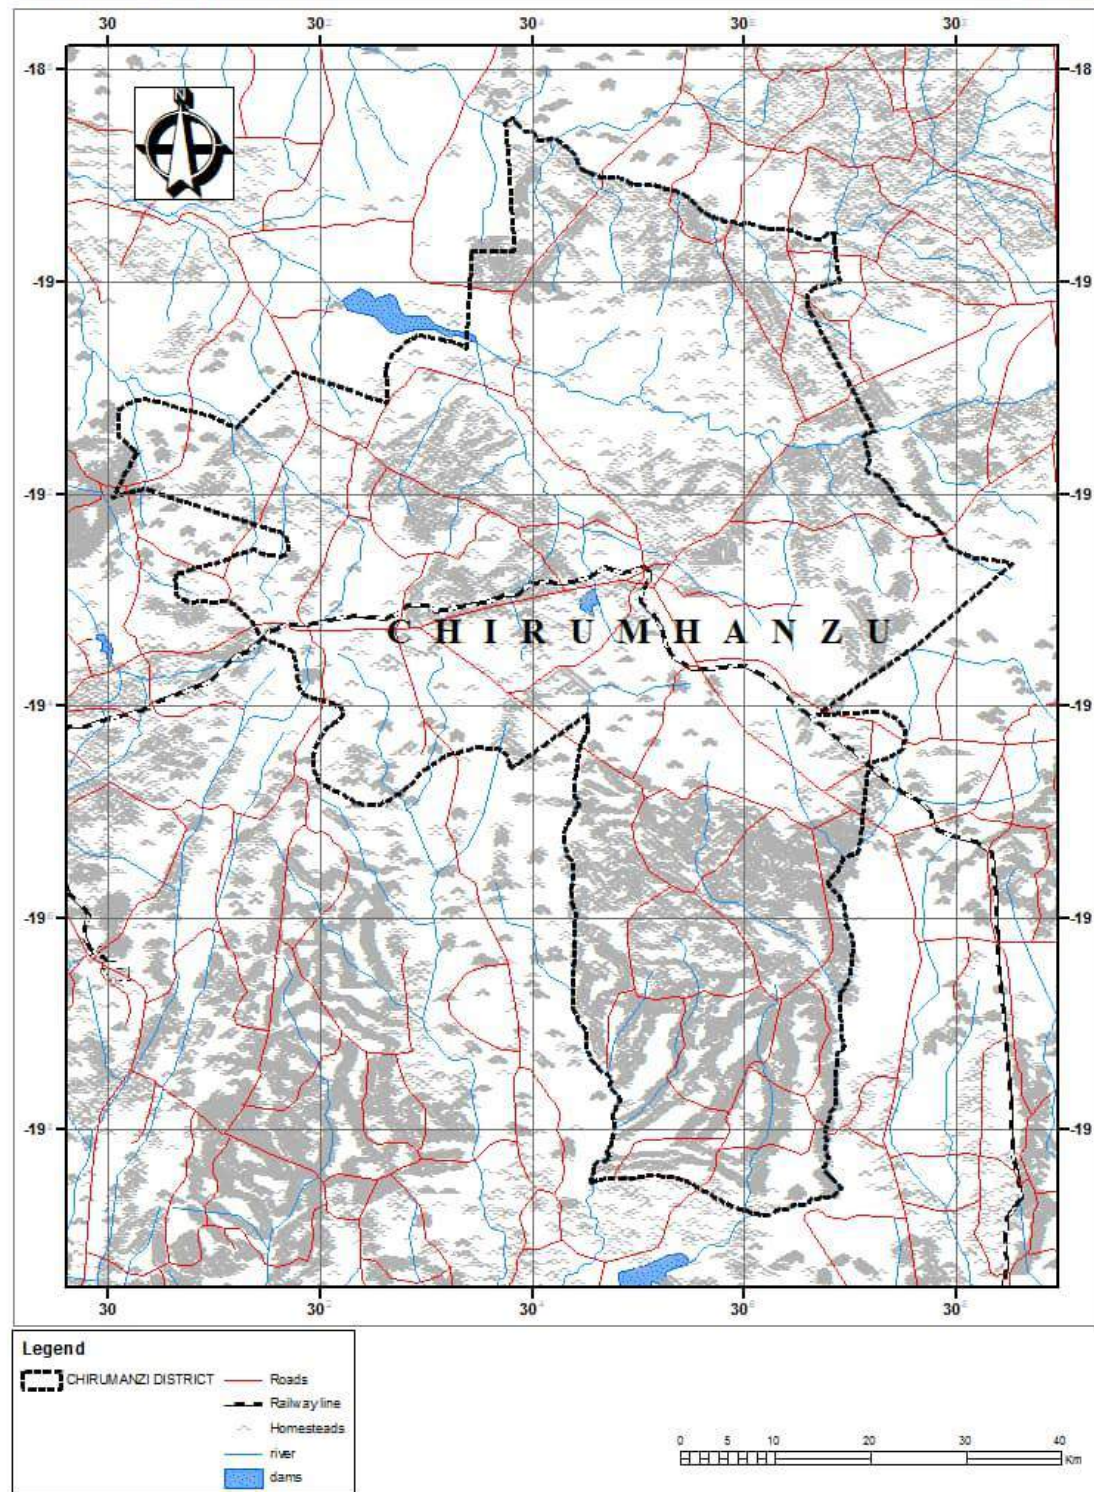 30 30 30 30 30
N
-18 -18
-19 -19
-19 -19
C H I R U M H A N Z U
-19 -19
-19 -19
-19 -19
30 30 30 30 30
Legend
CHIRUMANZI DISTRICT
Roads
Railway line
Homesteads
river
dams
0 5 10 20 30 40
Km